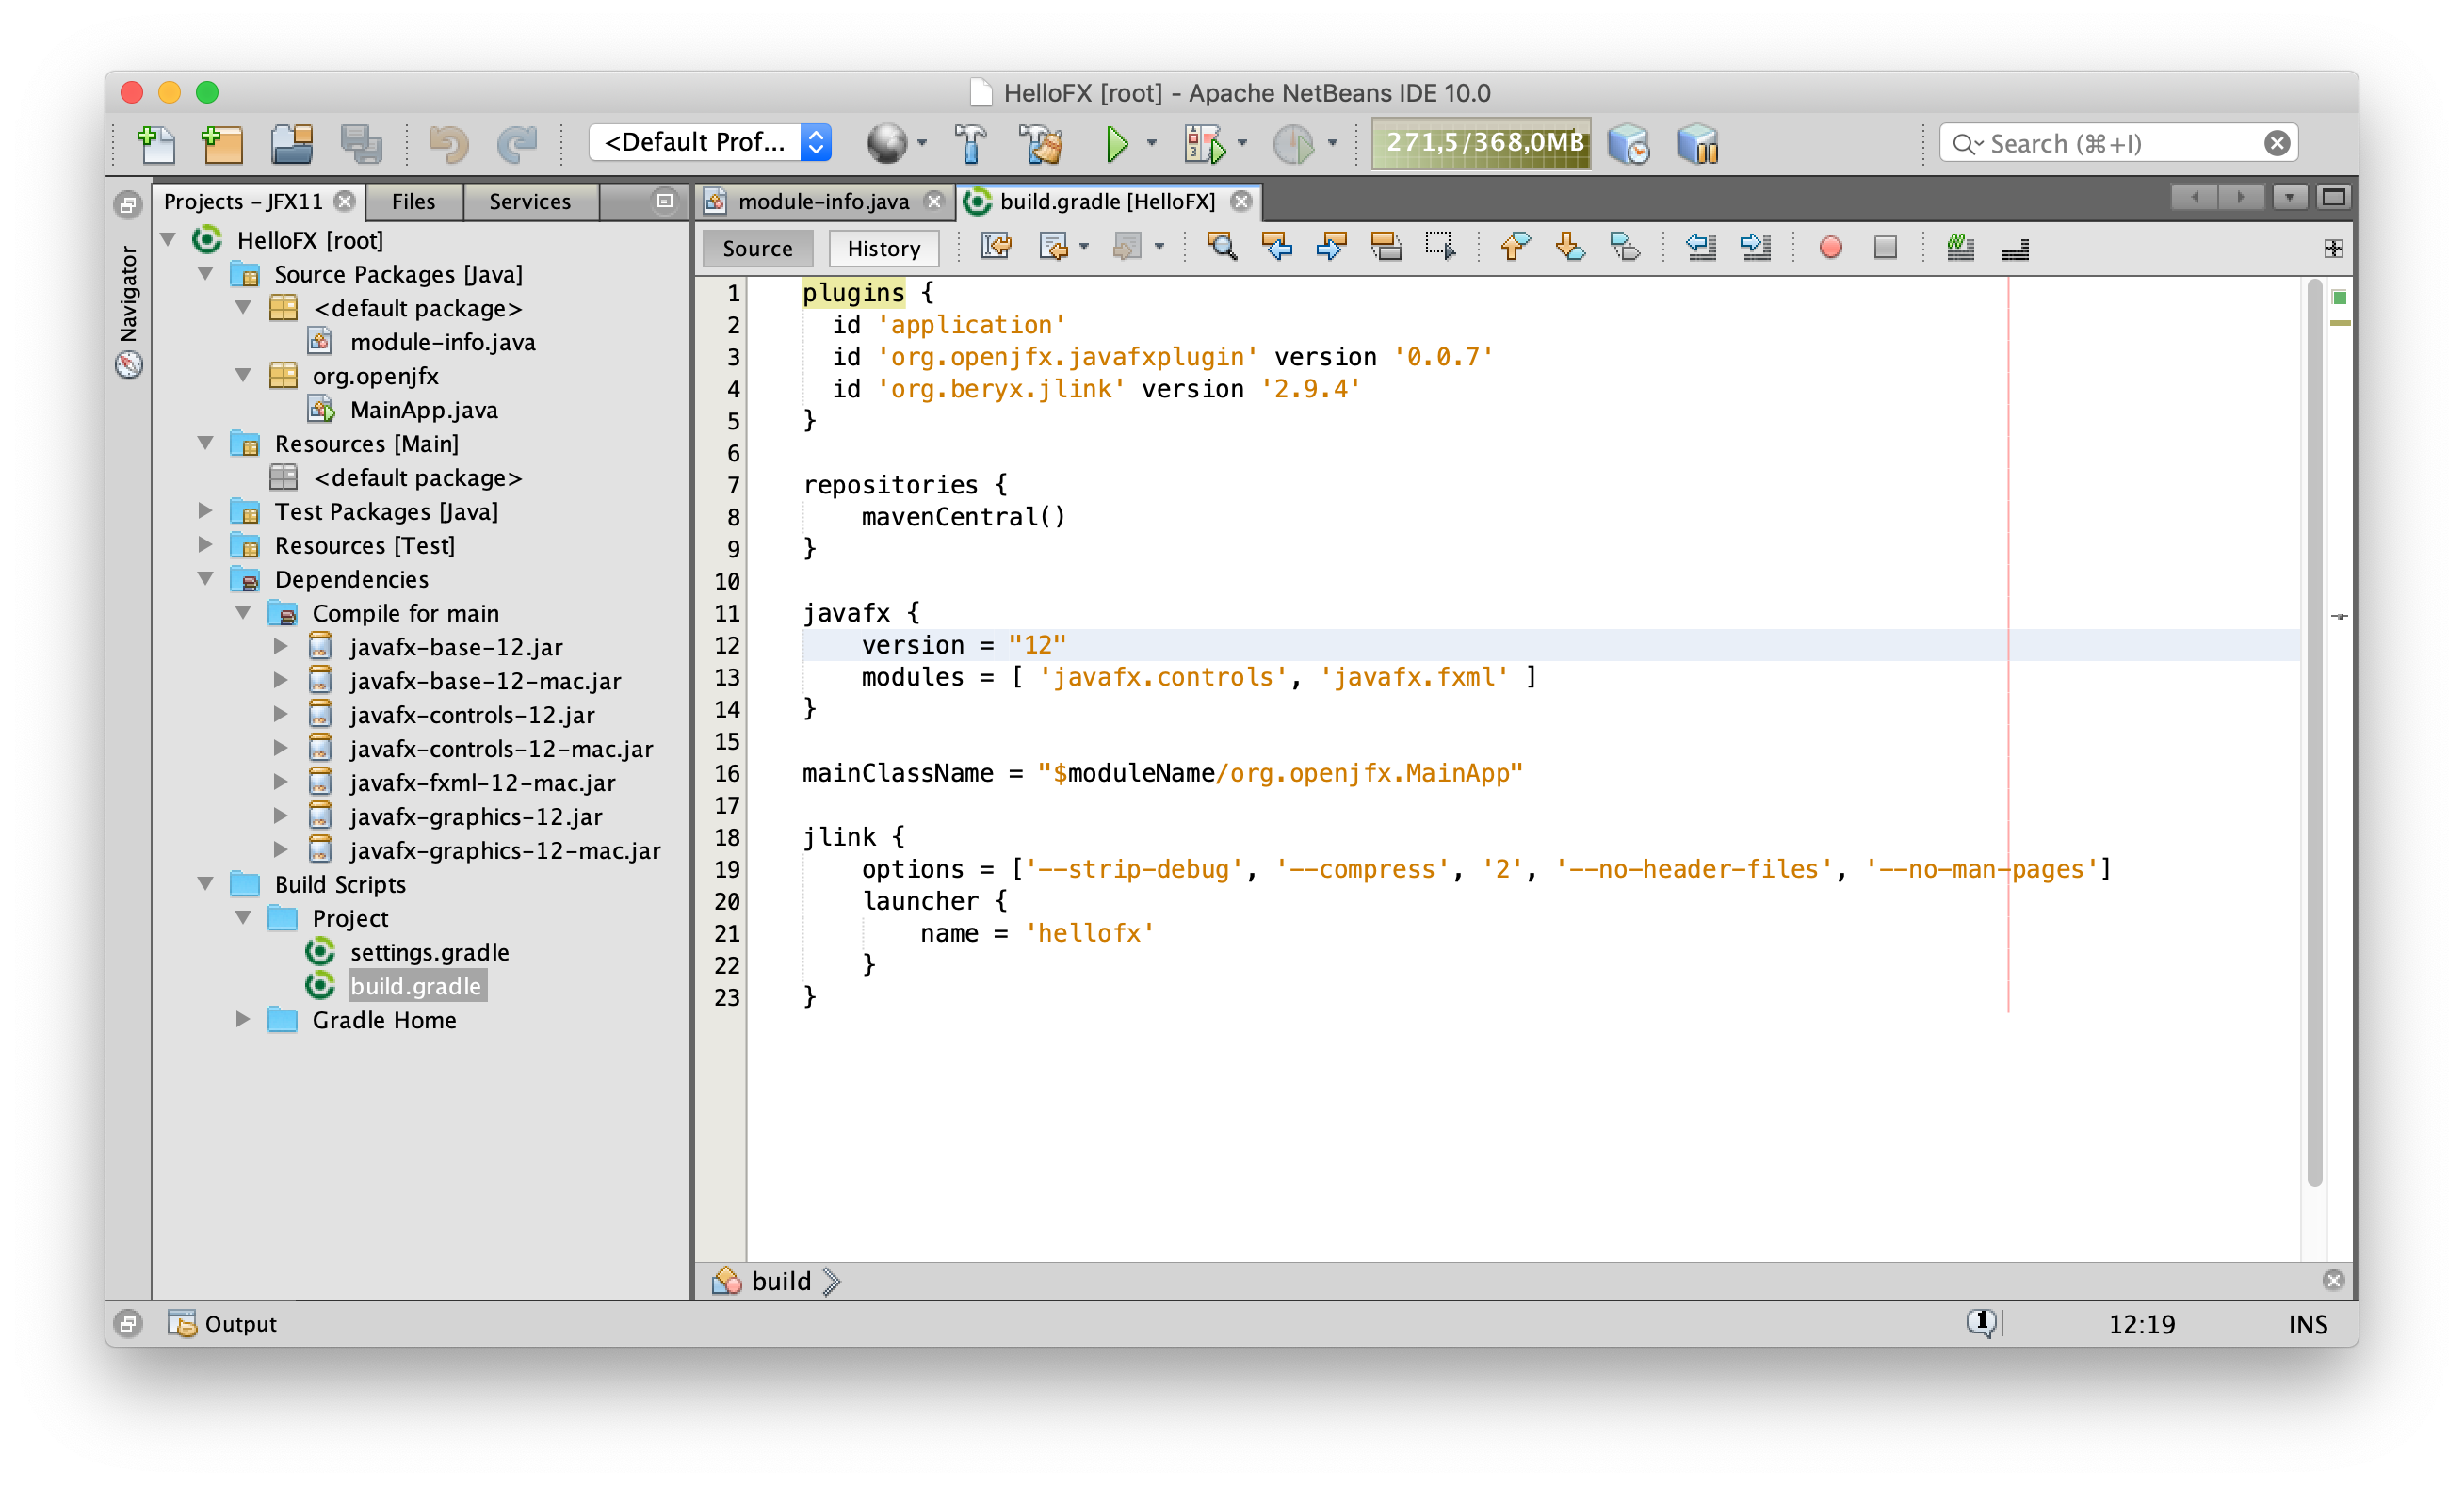 HelloFX [root] - Apache NetBeans IDE 10.0
<Default Prof...
271,5/368,0MB
Search (⌘+I)
Projects - JFX11
Files
Services
module-info.java
build.gradle [HelloFX]
Navigator
HelloFX [root]
Source Packages [Java]
<default package>
module-info.java
org.openjfx
MainApp.java
Resources [Main]
<default package>
Test Packages [Java]
Resources [Test]
Dependencies
Compile for main
javafx-base-12.jar
javafx-base-12-mac.jar
javafx-controls-12.jar
javafx-controls-12-mac.jar
javafx-fxml-12-mac.jar
javafx-graphics-12.jar
javafx-graphics-12-mac.jar
Build Scripts
Project
settings.gradle
build.gradle
Gradle Home
Source
History
1 plugins {
2 id 'application'
3 id 'org.openjfx.javafxplugin' version '0.0.7'
4 id 'org.beryx.jlink' version '2.9.4'
5 }
6
7 repositories {
8 mavenCentral()
9 }
10
11 javafx {
12 version = "12"
13 modules = [ 'javafx.controls', 'javafx.fxml' ]
14 }
15
16 mainClassName = "$moduleName/org.openjfx.MainApp"
17
18 jlink {
19 options = ['--strip-debug', '--compress', '2', '--no-header-files', '--no-man-pages']
20 launcher {
21 name = 'hellofx'
22 }
23 }
build
Output
1
12:19
INS